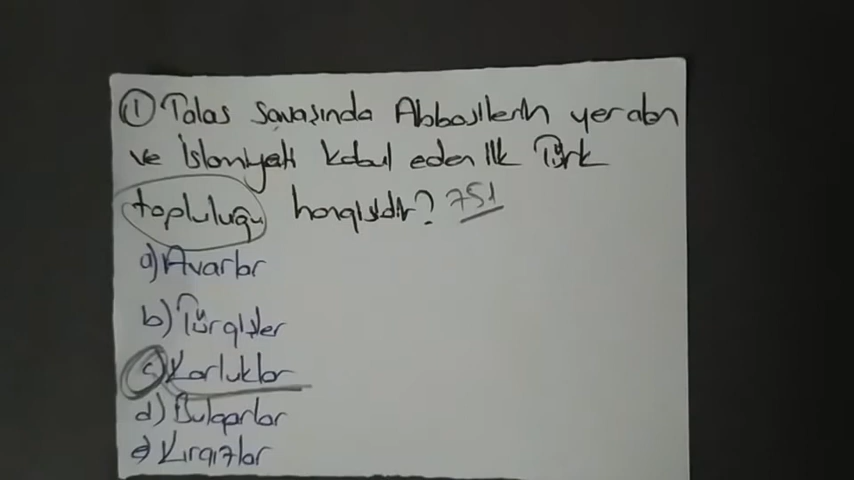 ① Talas savaşında Abbasilerin yer alan
ve İslamiyeti kabul eden ilk Türk
topluluğu hangisidir? 751
a) Avarlar
b) Türgişler
c) Karluklar
d) Bulgarlar
e) Kırgızlar